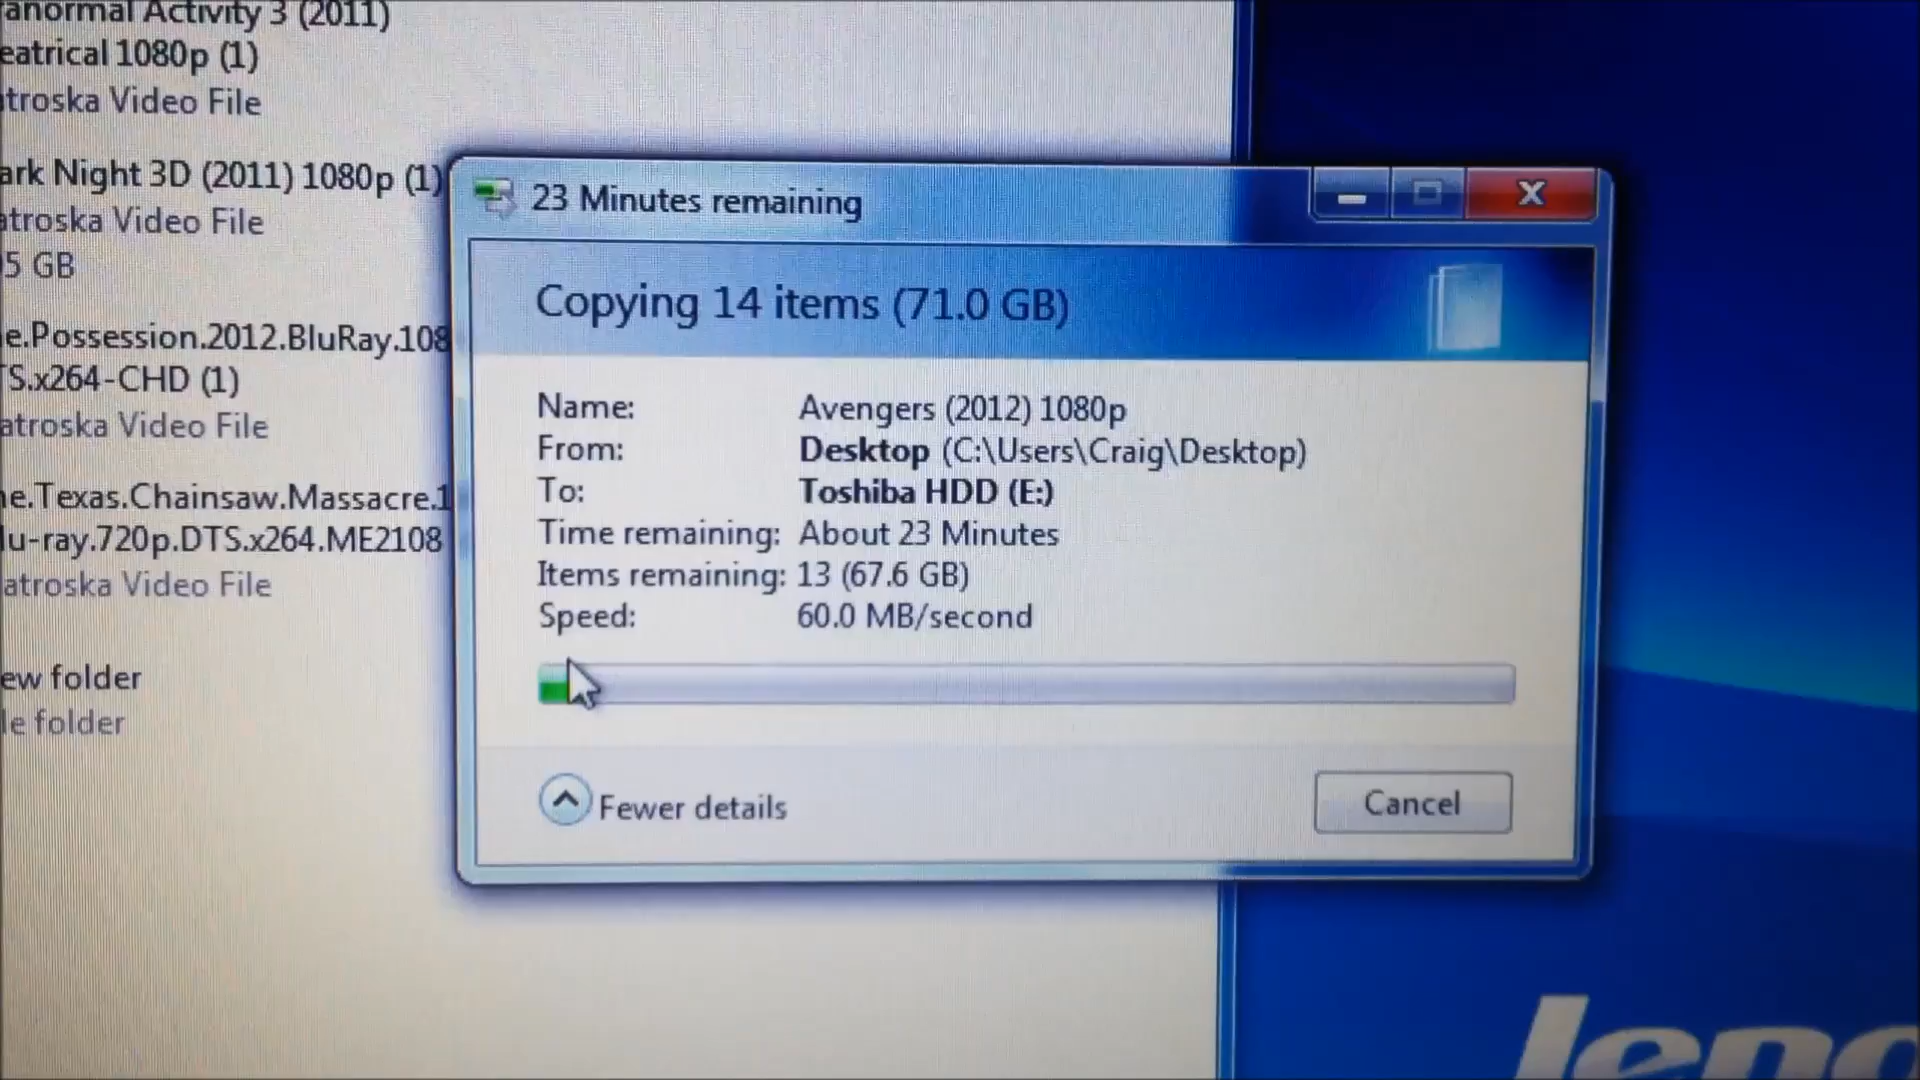 anormal Activity 3 (2011)
eatrical 1080p (1)
troska Video File
ark Night 3D (2011) 1080p (1)
atroska Video File
5 GB
e.Possession.2012.BluRay.108
S.x264-CHD (1)
atroska Video File
e.Texas.Chainsaw.Massacre.1
lu-ray.720p.DTS.x264.ME2108
atroska Video File
ew folder
le folder
23 Minutes remaining
Copying 14 items (71.0 GB)
Name: Avengers (2012) 1080p
From: Desktop (C:\Users\Craig\Desktop)
To: Toshiba HDD (E:)
Time remaining: About 23 Minutes
Items remaining: 13 (67.6 GB)
Speed: 60.0 MB/second
Fewer details
Cancel
leno